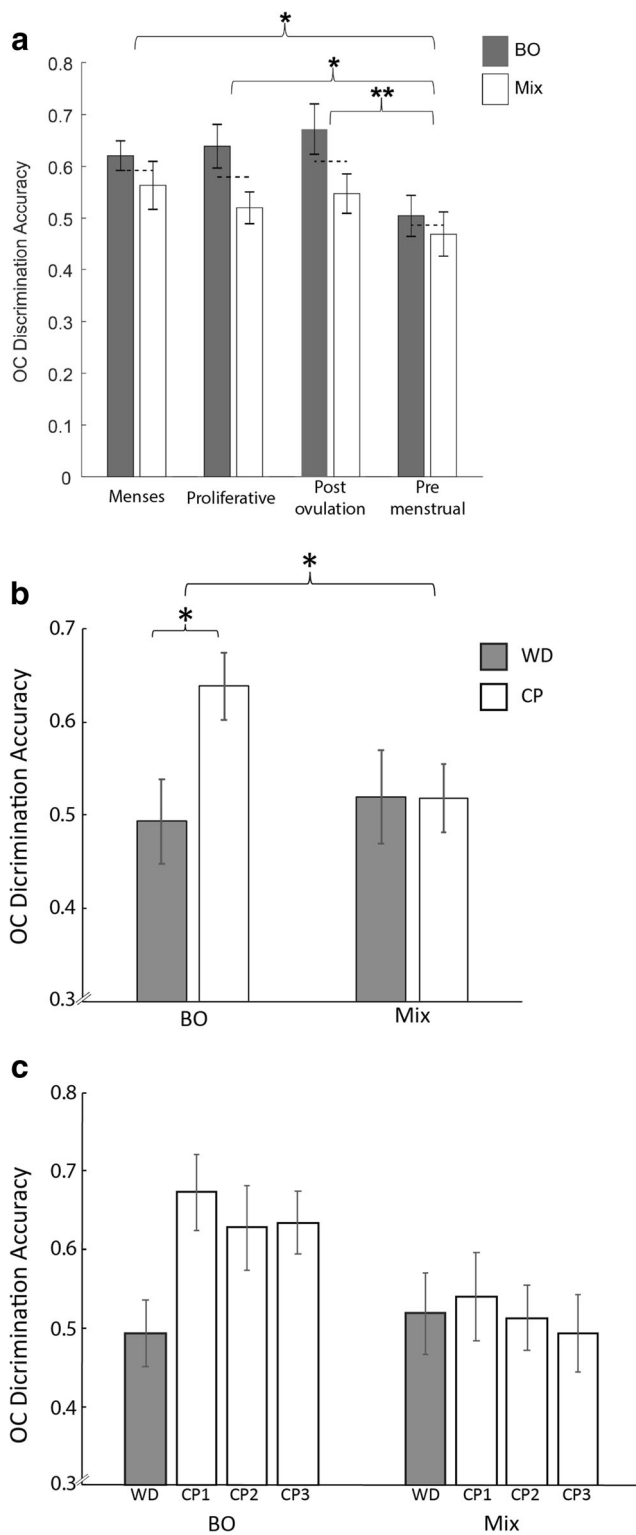 a
*
*
**
BO
Mix
OC Discrimination Accuracy
0.8
0.7
0.6
0.5
0.4
0.3
0.2
0.1
0
Menses
Proliferative
Post
ovulation
Pre
menstrual
b
*
*
WD
CP
OC Dicrimination Accuracy
0.7
0.6
0.5
0.4
0.3
BO
Mix
c
OC Dicrimination Accuracy
0.8
0.7
0.6
0.5
0.4
0.3
WD CP1 CP2 CP3 WD CP1 CP2 CP3
BO Mix